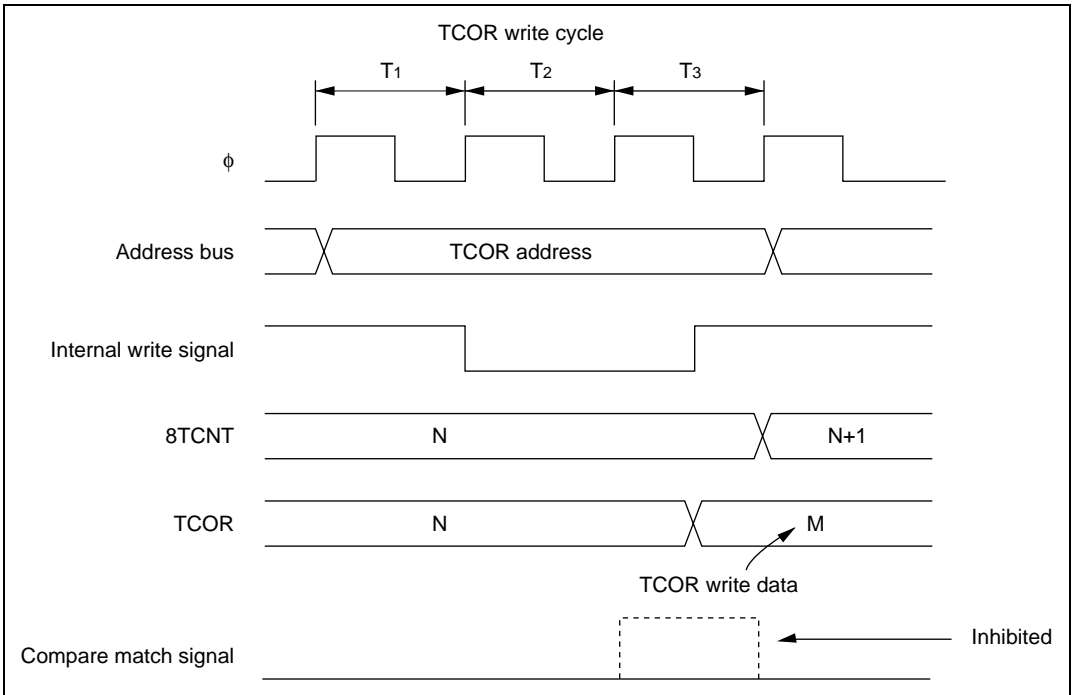 TCOR write cycle
T1 T2 T3
φ
Address bus TCOR address
Internal write signal
8TCNT N N+1
TCOR N M
TCOR write data
Compare match signal Inhibited